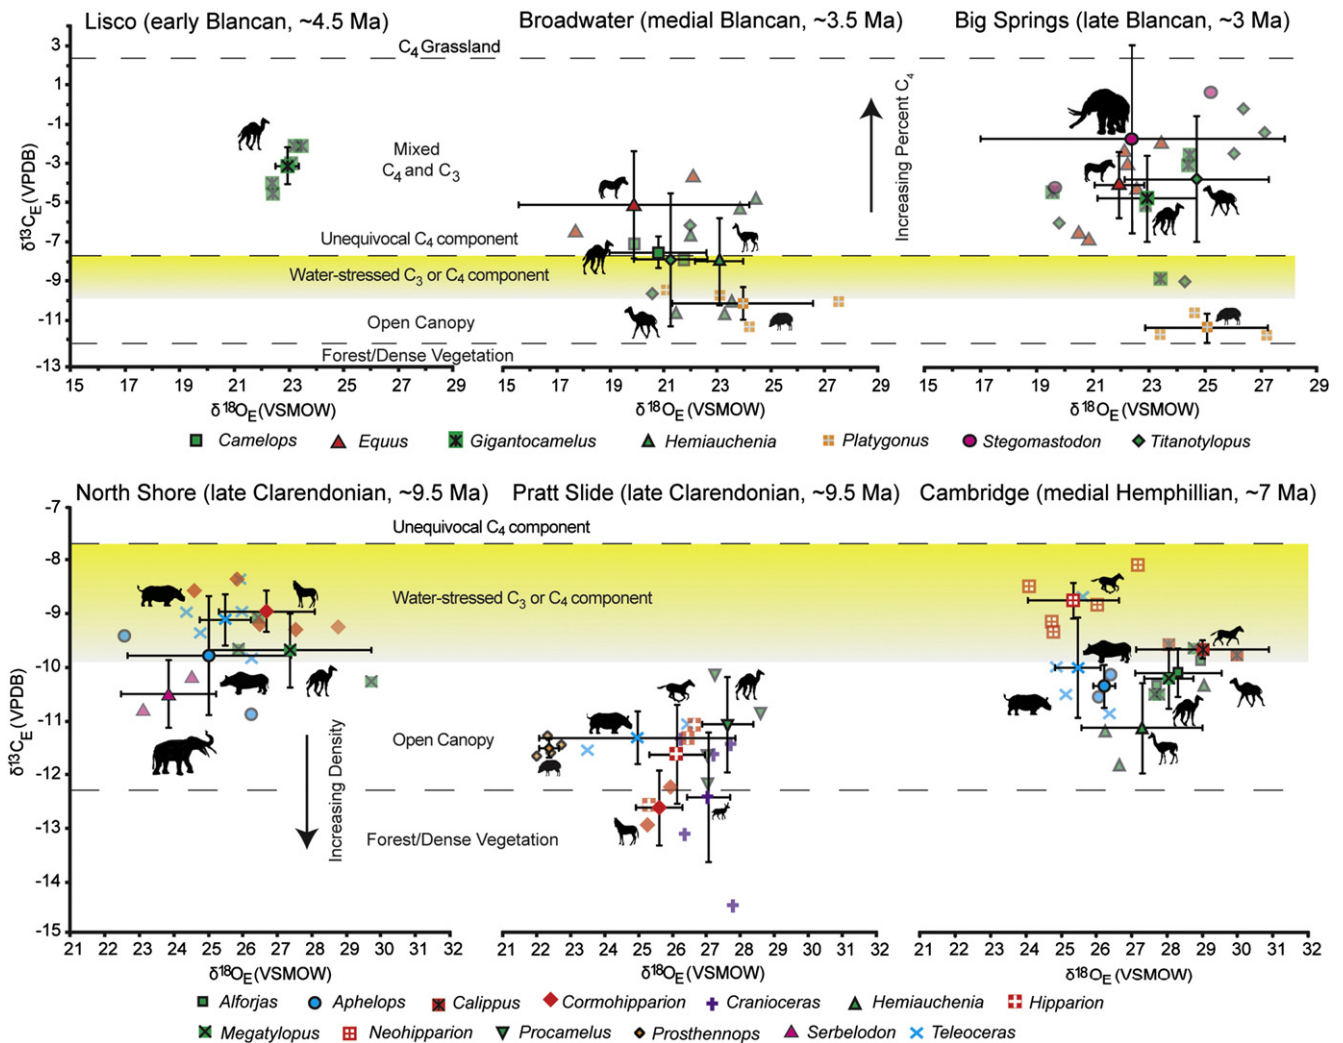 Lisco (early Blancan, ~4.5 Ma)
Broadwater (medial Blancan, ~3.5 Ma)
Big Springs (late Blancan, ~3 Ma)
δ¹³C_E (VPDB)
3
1
-1
-3
-5
-7
-9
-11
-13
C₄ Grassland
Mixed
C₄ and C₃
Unequivocal C₄ component
Water-stressed C₃ or C₄ component
Open Canopy
Forest/Dense Vegetation
Increasing Percent C₄
15 17 19 21 23 25 27 29
15 17 19 21 23 25 27 29
15 17 19 21 23 25 27 29
δ¹⁸O_E (VSMOW)
δ¹⁸O_E (VSMOW)
δ¹⁸O_E (VSMOW)
Camelops Equus Gigantocamelus Hemiauchenia Platygonus Stegomastodon Titanotylopus
North Shore (late Clarendonian, ~9.5 Ma)
Pratt Slide (late Clarendonian, ~9.5 Ma)
Cambridge (medial Hemphillian, ~7 Ma)
δ¹³C_E (VPDB)
-7
-8
-9
-10
-11
-12
-13
-14
-15
Unequivocal C₄ component
Water-stressed C₃ or C₄ component
Open Canopy
Forest/Dense Vegetation
Increasing Density
21 22 23 24 25 26 27 28 29 30 31 32
21 22 23 24 25 26 27 28 29 30 31 32
21 22 23 24 25 26 27 28 29 30 31 32
δ¹⁸O_E (VSMOW)
δ¹⁸O_E (VSMOW)
δ¹⁸O_E (VSMOW)
Alforjas Aphelops Calippus Cormohipparion Cranioceras Hemiauchenia Hipparion
Megatylopus Neohipparion Procamelus Prosthennops Serbelodon Teleoceras